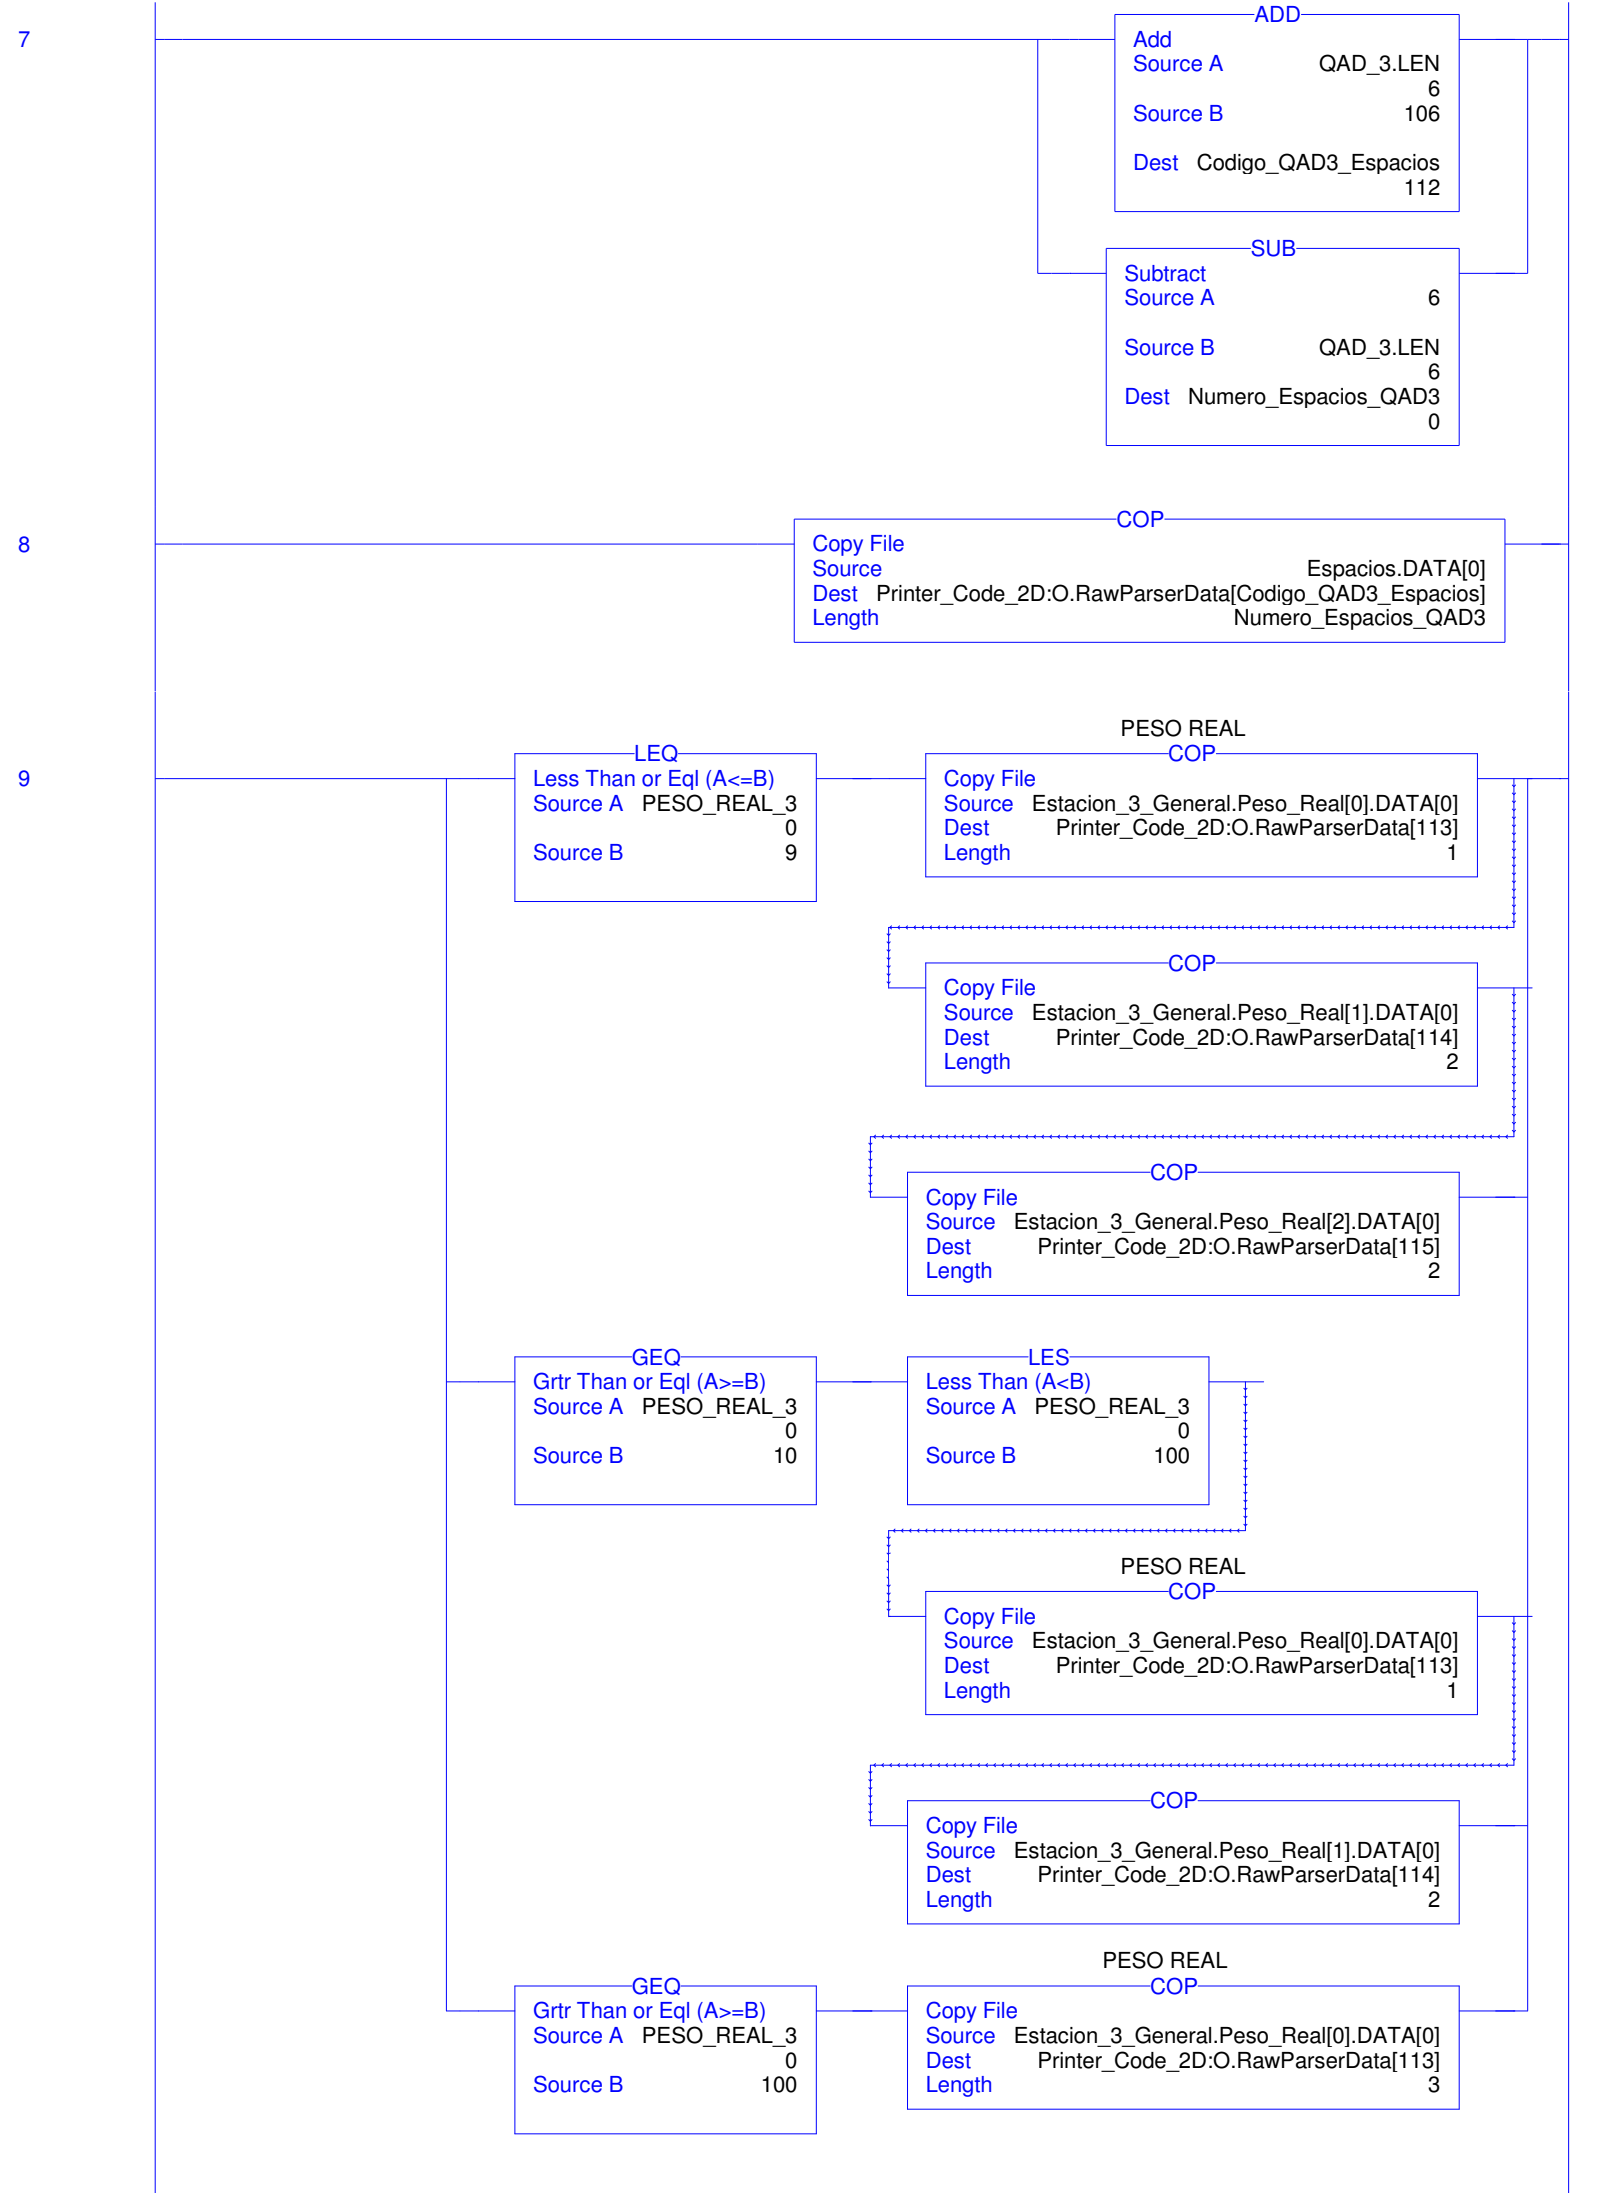 7
ADD
Add
Source A QAD_3.LEN
6
Source B 106
Dest Codigo_QAD3_Espacios
112
SUB
Subtract
Source A 6
Source B QAD_3.LEN
6
Dest Numero_Espacios_QAD3
0
8
COP
Copy File
Source Espacios.DATA[0]
Dest Printer_Code_2D:O.RawParserData[Codigo_QAD3_Espacios]
Length Numero_Espacios_QAD3
9
LEQ
Less Than or Eql (A<=B)
Source A PESO_REAL_3
0
Source B 9
PESO REAL
COP
Copy File
Source Estacion_3_General.Peso_Real[0].DATA[0]
Dest Printer_Code_2D:O.RawParserData[113]
Length 1
COP
Copy File
Source Estacion_3_General.Peso_Real[1].DATA[0]
Dest Printer_Code_2D:O.RawParserData[114]
Length 2
COP
Copy File
Source Estacion_3_General.Peso_Real[2].DATA[0]
Dest Printer_Code_2D:O.RawParserData[115]
Length 2
GEQ
Grtr Than or Eql (A>=B)
Source A PESO_REAL_3
0
Source B 10
LES
Less Than (A<B)
Source A PESO_REAL_3
0
Source B 100
PESO REAL
COP
Copy File
Source Estacion_3_General.Peso_Real[0].DATA[0]
Dest Printer_Code_2D:O.RawParserData[113]
Length 1
COP
Copy File
Source Estacion_3_General.Peso_Real[1].DATA[0]
Dest Printer_Code_2D:O.RawParserData[114]
Length 2
GEQ
Grtr Than or Eql (A>=B)
Source A PESO_REAL_3
0
Source B 100
PESO REAL
COP
Copy File
Source Estacion_3_General.Peso_Real[0].DATA[0]
Dest Printer_Code_2D:O.RawParserData[113]
Length 3